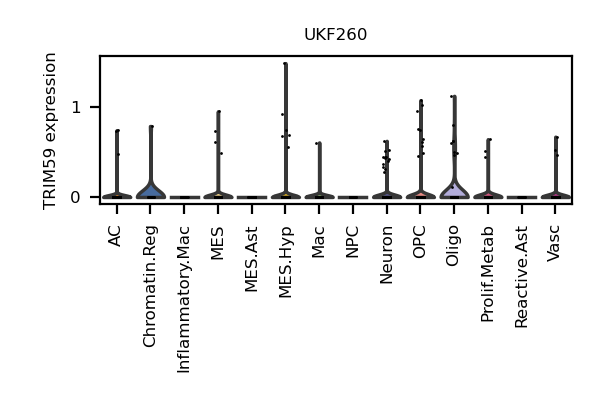 UKF260
TRIM59 expression
1
0
AC
Chromatin.Reg
Inflammatory.Mac
MES
MES.Ast
MES.Hyp
Mac
NPC
Neuron
OPC
Oligo
Prolif.Metab
Reactive.Ast
Vasc